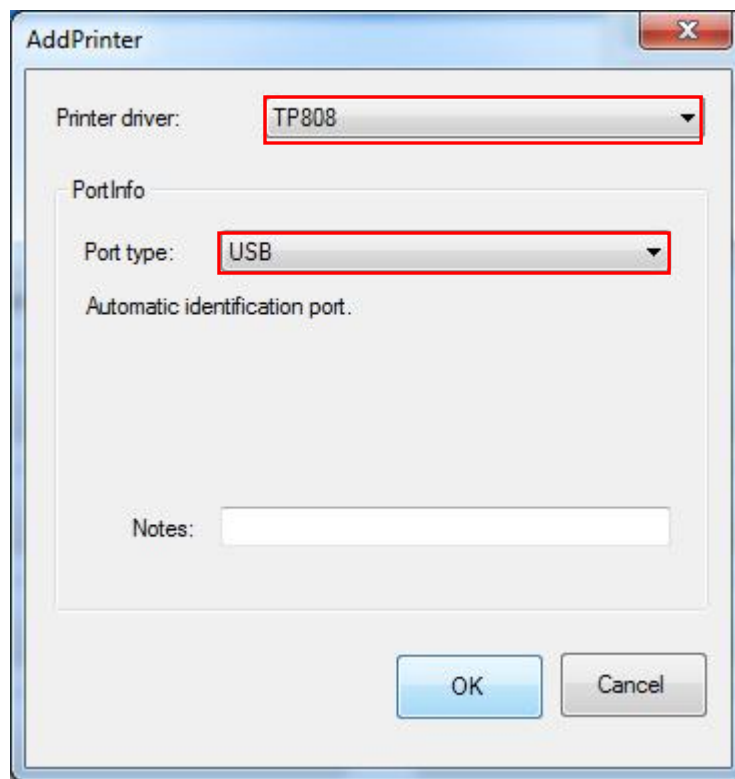 AddPrinter
Printer driver: TP808
PortInfo
Port type: USB
Automatic identification port.
Notes:
OK Cancel